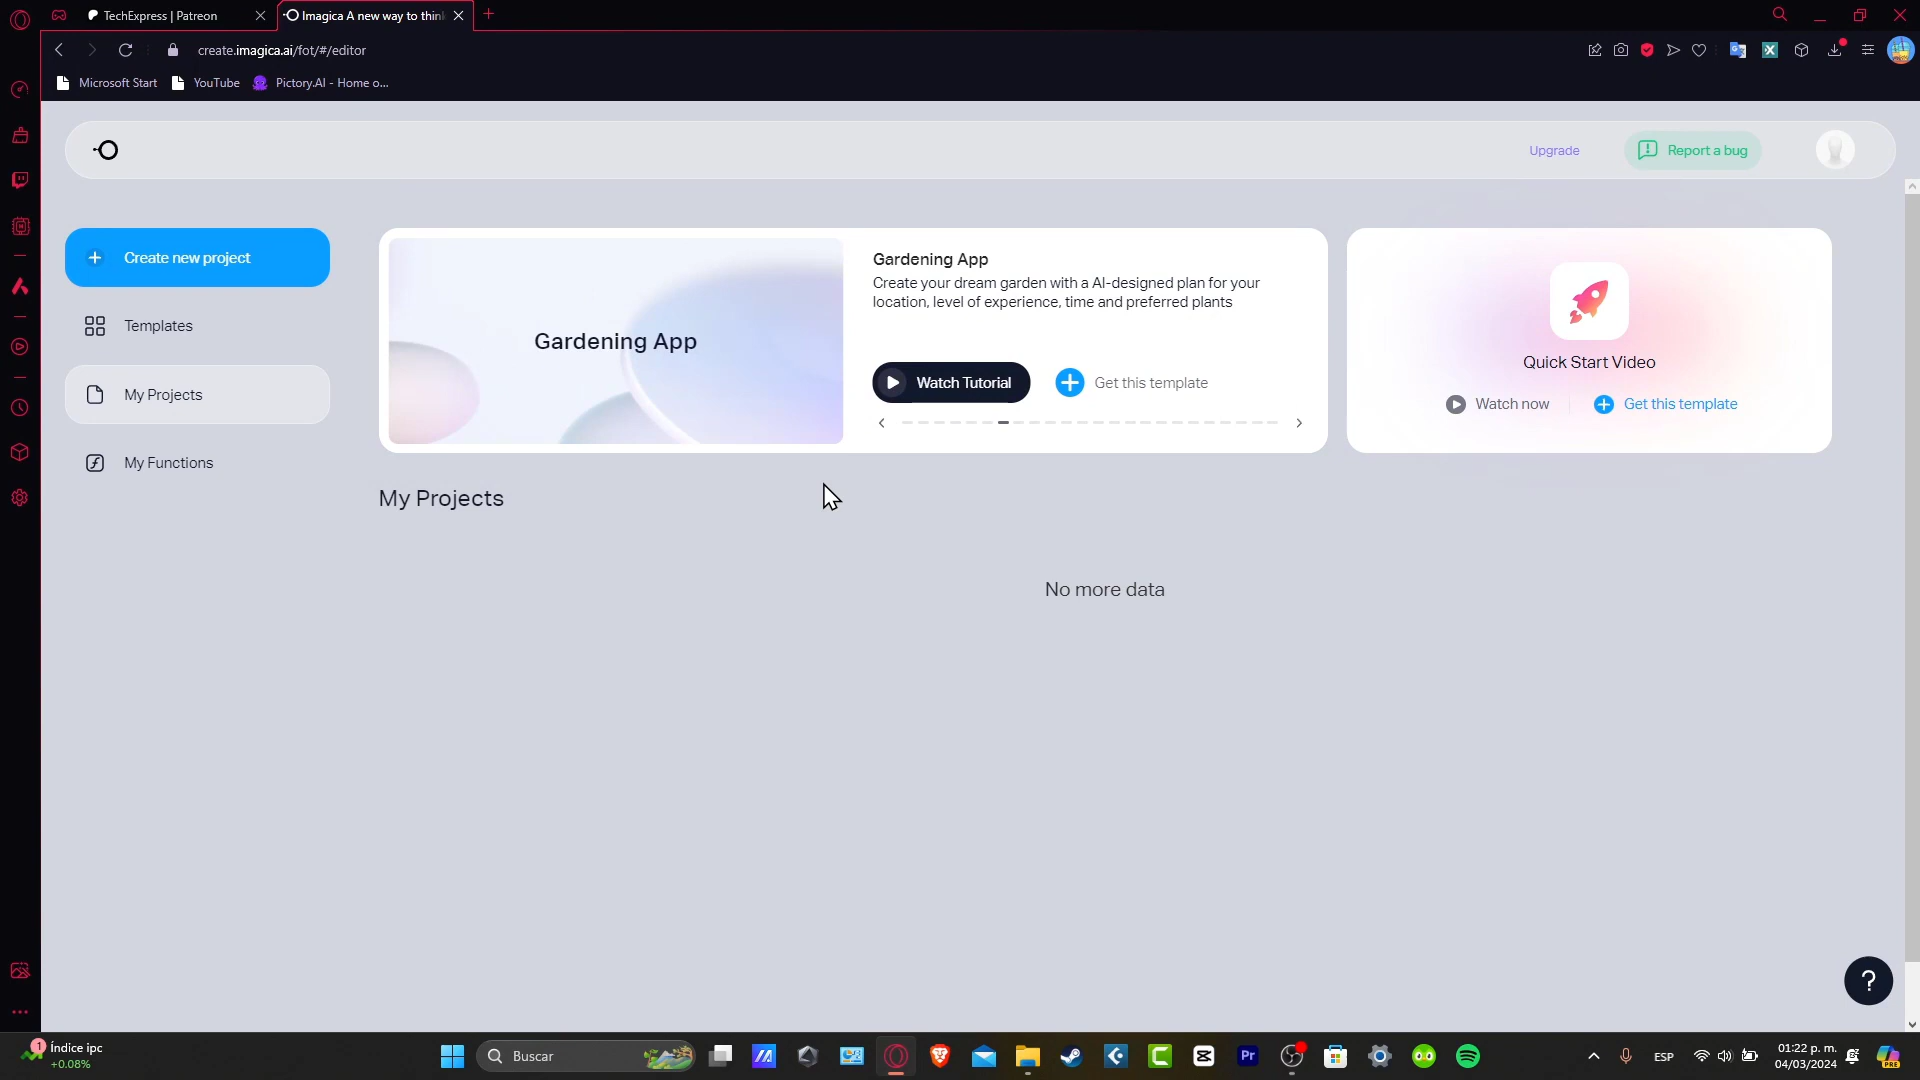 TechExpress | Patreon
Imagica A new way to thin
create.imagica.ai/fot/#/editor
Microsoft Start
YouTube
Pictory.AI - Home o...
Upgrade
Report a bug
Create new project
Templates
My Projects
My Functions
Gardening App
Gardening App
Create your dream garden with a AI-designed plan for your
location, level of experience, time and preferred plants
Watch Tutorial
Get this template
Quick Start Video
Watch now
Get this template
My Projects
No more data
?
1
Índice ipc
+0.08%
Buscar
Pr
ESP
01:22 p. m.
04/03/2024
PRE